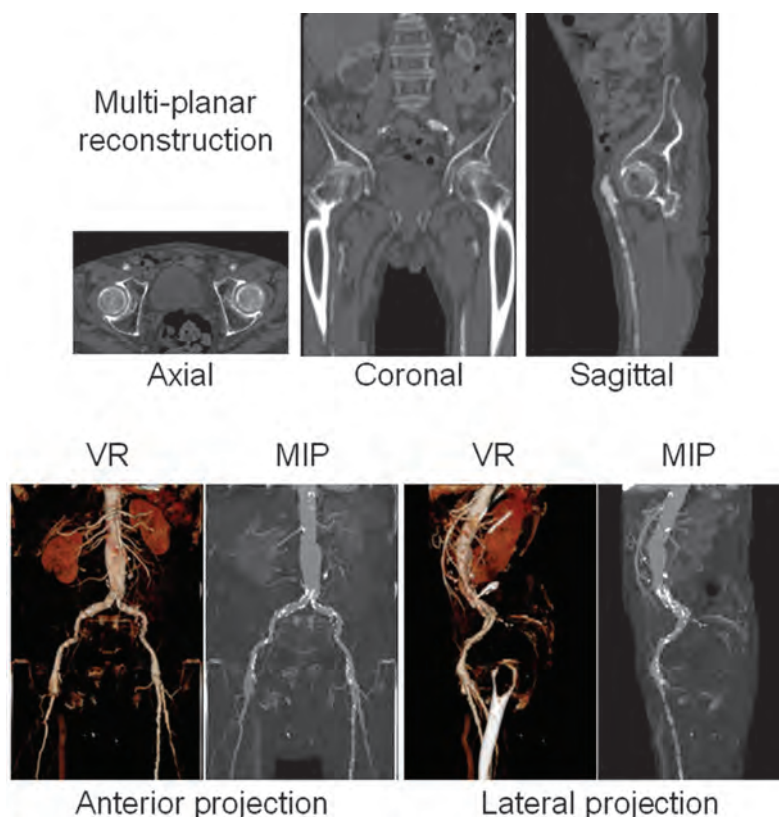 Multi-planar
reconstruction
Axial
Coronal
Sagittal
VR
MIP
VR
MIP
Anterior projection
Lateral projection